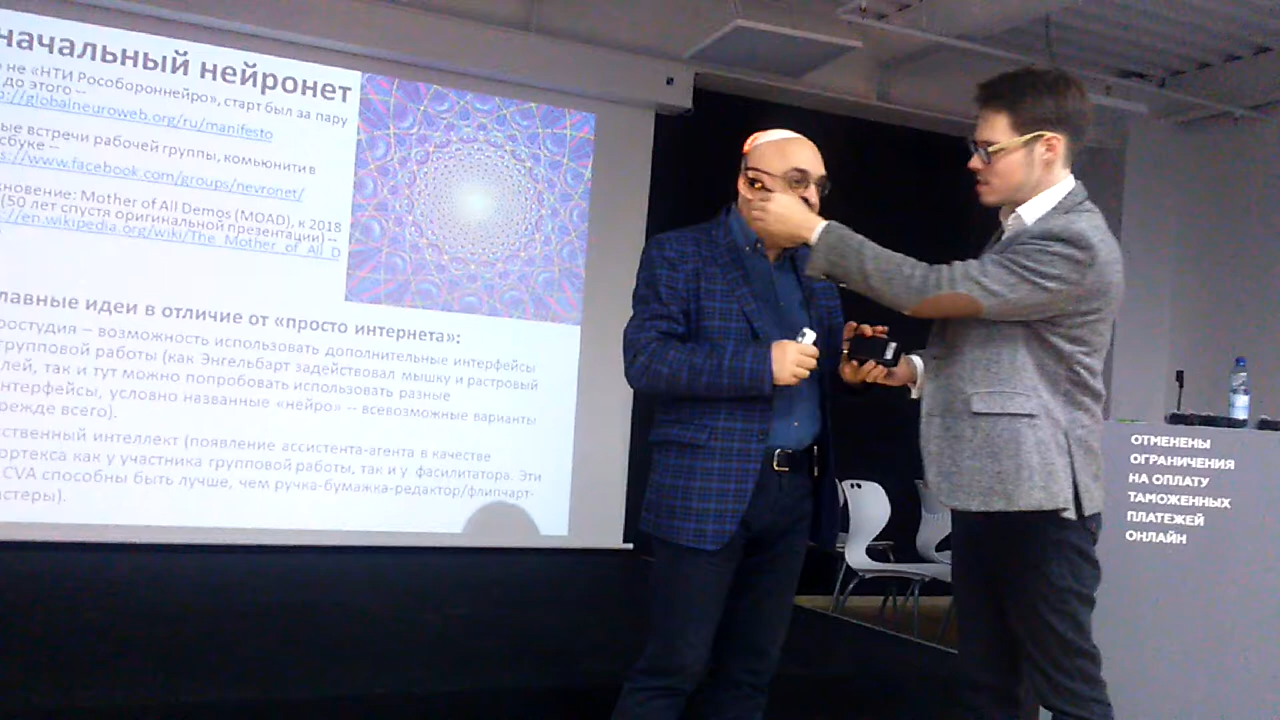 начальный нейронет
не «НТИ Рособороннейро», старт был за пару
до этого --
://globalneuroweb.org/ru/manifesto
ые встречи рабочей группы, комьюнити в
сбуке --
s://www.facebook.com/groups/nevronet/
кновение: Mother of All Demos (MOAD), к 2018
(50 лет спустя оригинальной презентации) --
://en.wikipedia.org/wiki/The_Mother_of_All_D
лавные идеи в отличие от «просто интернета»:
ростудия – возможность использовать дополнительные интерфейсы
групповой работы (как Энгельбарт задействовал мышку и растровый
лей, так и тут можно попробовать использовать разные
нтерфейсы, условно названные «нейро» -- всевозможные варианты
режде всего).
сственный интеллект (появление ассистента-агента в качестве
ортекса как у участника групповой работы, так и у фасилитатора. Эти
CVA способны быть лучше, чем ручка-бумажка-редактор/флипчарт-
астеры).
ОТМЕНЕНЫ
ОГРАНИЧЕНИЯ
НА ОПЛАТУ
ТАМОЖЕННЫХ
ПЛАТЕЖЕЙ
ОНЛАЙН